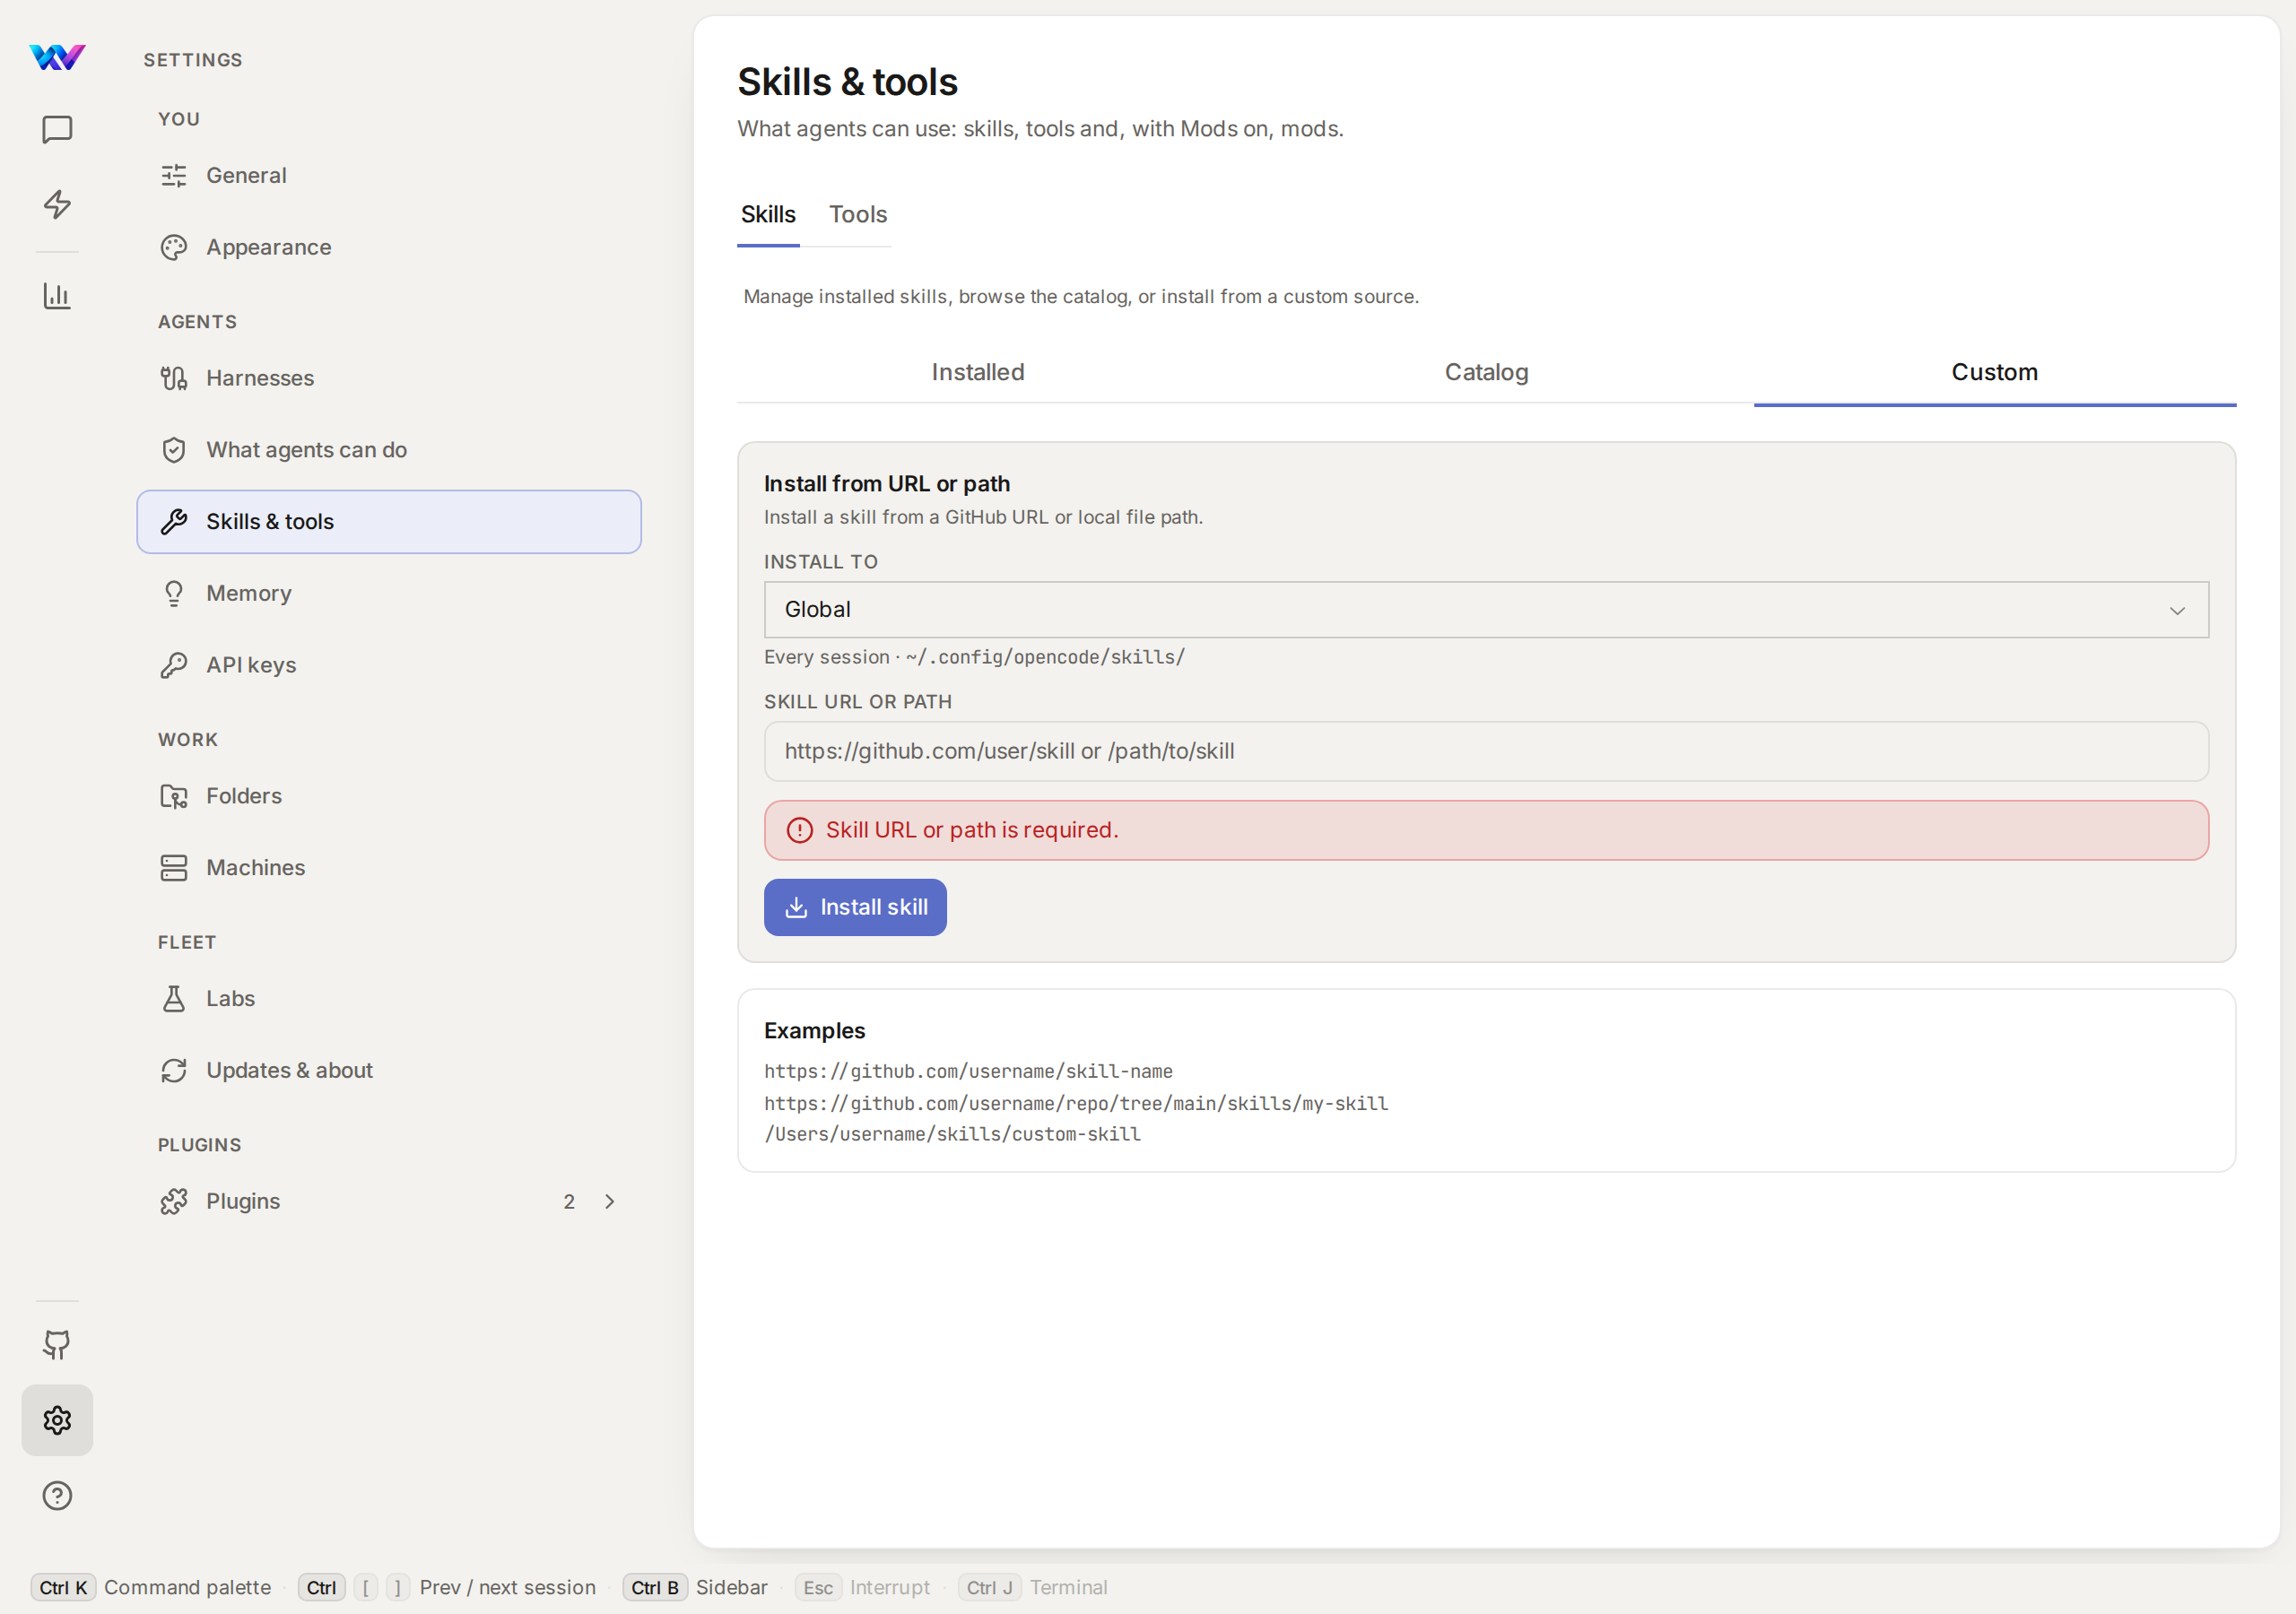 SETTINGS
YOU
General
Appearance
AGENTS
Harnesses
What agents can do
Skills & tools
Memory
API keys
WORK
Folders
Machines
FLEET
Labs
Updates & about
PLUGINS
Plugins 2
Skills & tools
What agents can use: skills, tools and, with Mods on, mods.
Skills Tools
Manage installed skills, browse the catalog, or install from a custom source.
Installed Catalog Custom
Install from URL or path
Install a skill from a GitHub URL or local file path.
INSTALL TO
Global
Every session · ~/.config/opencode/skills/
SKILL URL OR PATH
https://github.com/user/skill or /path/to/skill
Skill URL or path is required.
Install skill
Examples
https://github.com/username/skill-name
https://github.com/username/repo/tree/main/skills/my-skill
/Users/username/skills/custom-skill
Ctrl K Command palette · Ctrl [ ] Prev / next session · Ctrl B Sidebar · Esc Interrupt · Ctrl J Terminal